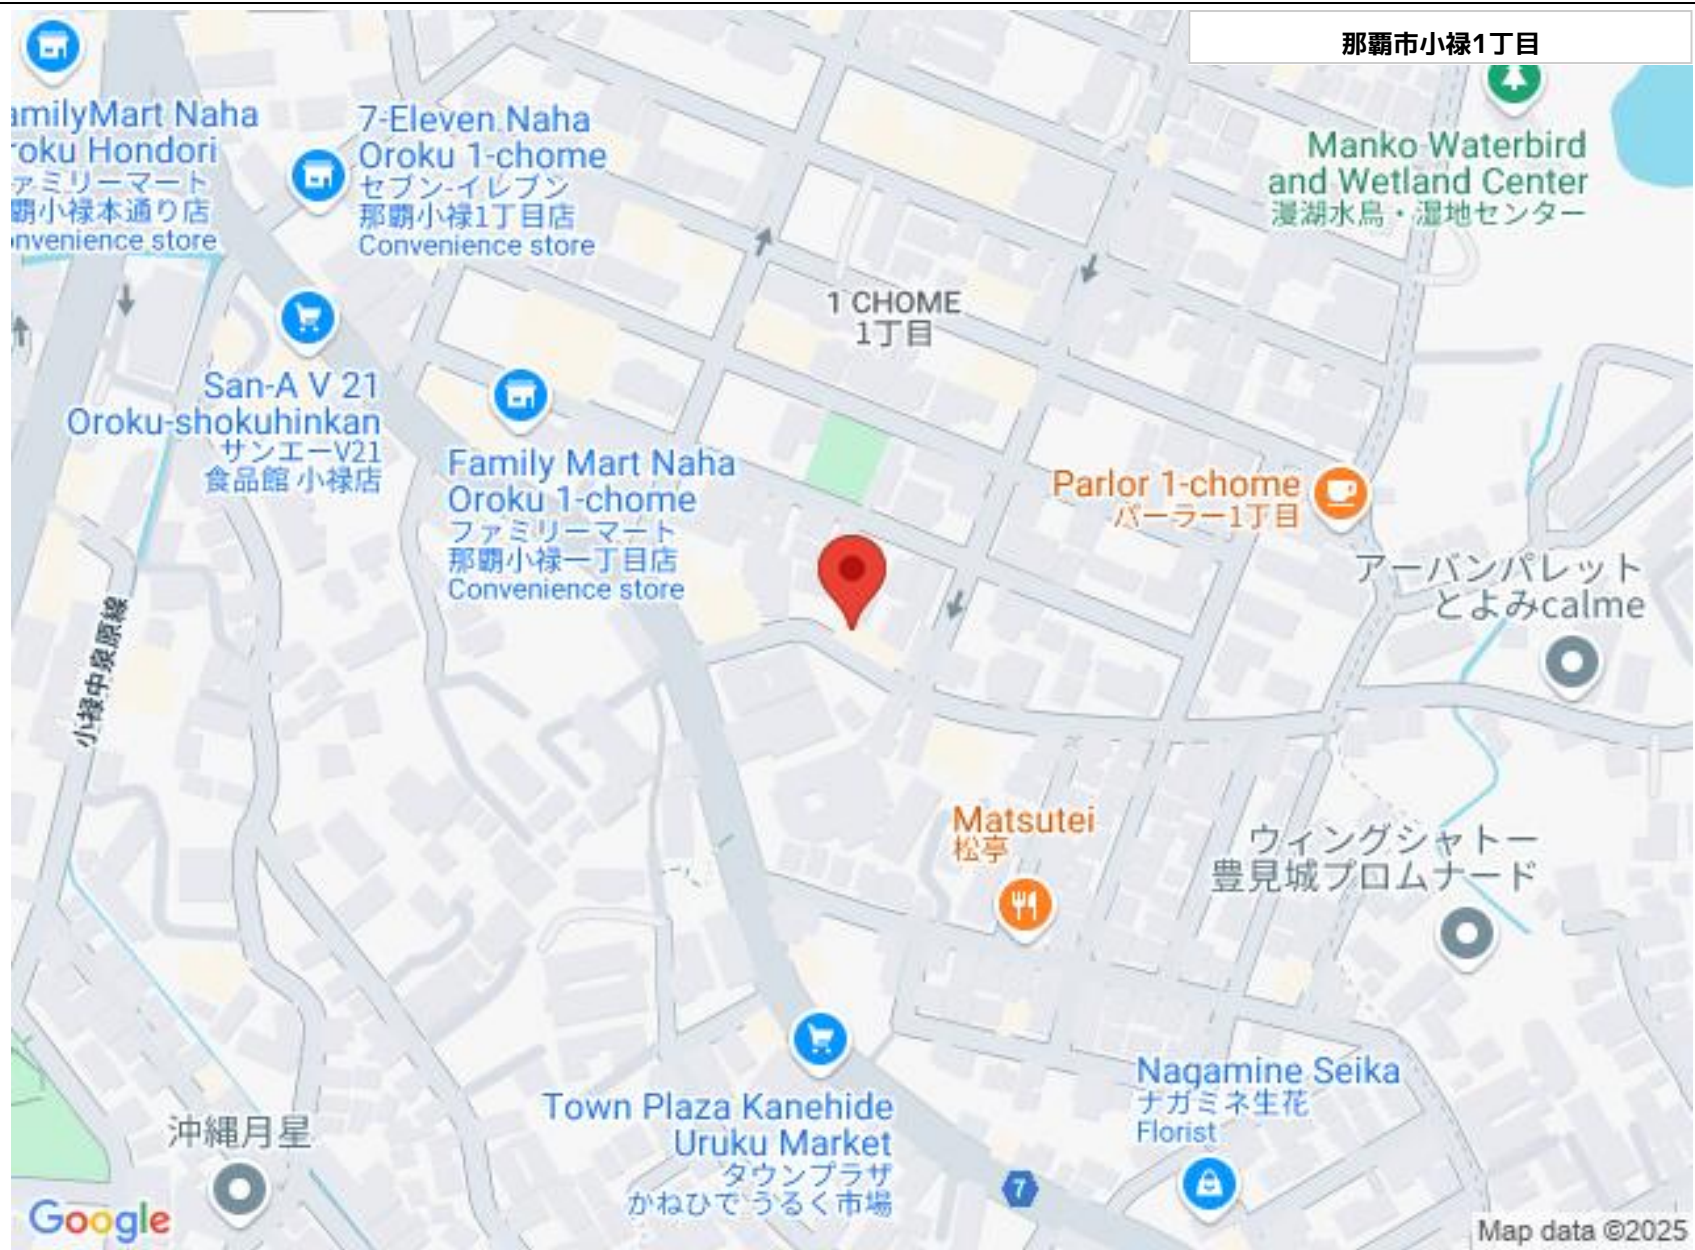 那覇市小禄1丁目
amilyMart Naha
roku Hondori
ァミリーマート
覇小禄本通り店
onvenience store
7-Eleven Naha
Oroku 1-chome
セブン-イレブン
那覇小禄1丁目店
Convenience store
Manko Waterbird
and Wetland Center
漫湖水鳥・湿地センター
1 CHOME
1丁目
San-A V 21
Oroku-shokuhinkan
サンエーV21
食品館 小禄店
Family Mart Naha
Oroku 1-chome
ファミリーマート
那覇小禄一丁目店
Convenience store
Parlor 1-chome
パーラー1丁目
アーバンパレット
とよみcalme
小禄中泉原線
Matsutei
松亭
ウィングシャトー
豊見城プロムナード
Town Plaza Kanehide
Uruku Market
タウンプラザ
かねひで うるく市場
Nagamine Seika
ナガミネ生花
Florist
沖縄月星
7
Google
Map data ©2025